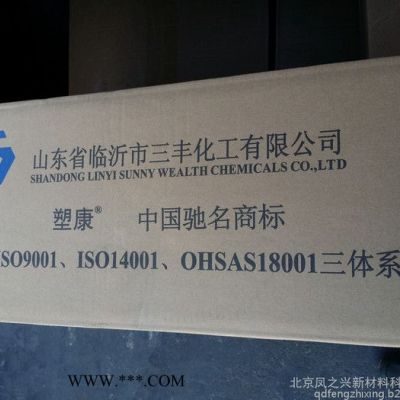 山东省临沂市三丰化工有限公司
SHANDONG LINYI SUNNY WEALTH CHEMICALS CO.,LTD
塑康® 中国驰名商标
ISO9001、ISO14001、OHSAS18001三体系
WWW.***.COM
北京凤之兴新材料科
qdfengzhixing.b2